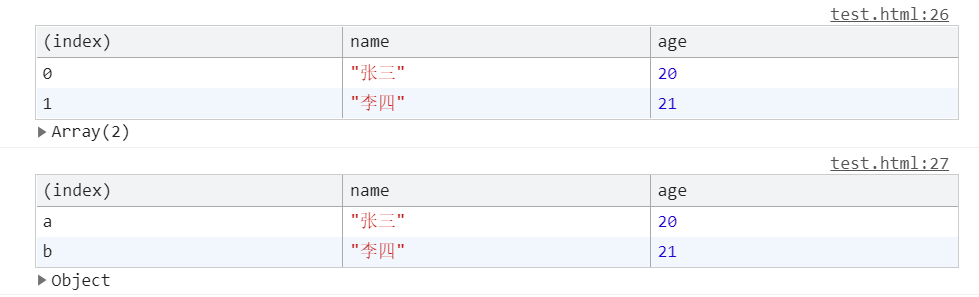 test.html:26
(index) name age
0 "张三" 20
1 "李四" 21
Array(2)
test.html:27
(index) name age
a "张三" 20
b "李四" 21
Object